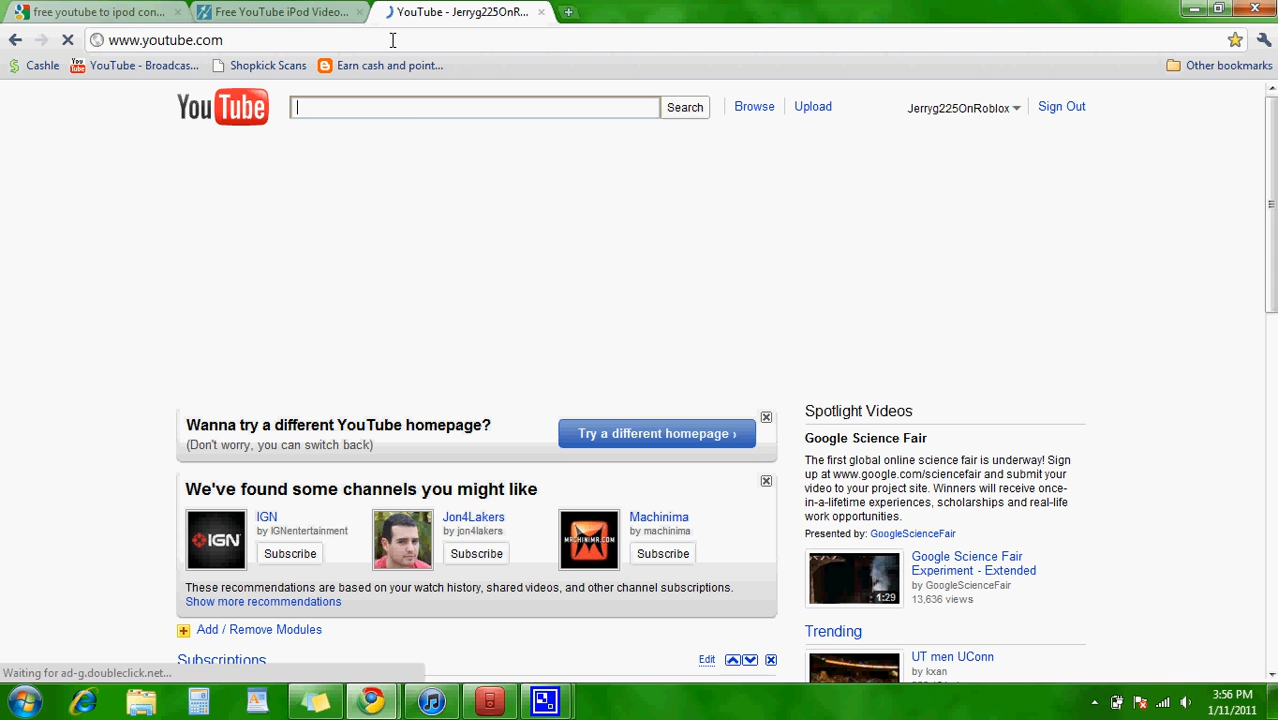 free youtube to ipod con...
Free YouTube iPod Video...
YouTube - Jerryg225OnR...
www.youtube.com
Cashle
YouTube - Broadcas...
Shopkick Scans
Earn cash and point...
Other bookmarks
YouTube
Search
Browse
Upload
Jerryg225OnRoblox
Sign Out
Wanna try a different YouTube homepage?
(Don't worry, you can switch back)
Try a different homepage ›
We've found some channels you might like
IGN
by IGNentertainment
Subscribe
Jon4Lakers
by jon4lakers
Subscribe
Machinima
by machinima
Subscribe
IGN
MACHINIMA.COM
These recommendations are based on your watch history, shared videos, and other channel subscriptions.
Show more recommendations
Add / Remove Modules
Subscriptions
Edit
Spotlight Videos
Google Science Fair
The first global online science fair is underway! Sign
up at www.google.com/sciencefair and submit your
video to your project site. Winners will receive once-
in-a-lifetime experiences, scholarships and real-life
work opportunities.
Presented by: GoogleScienceFair
1:29
Google Science Fair
Experiment - Extended
by GoogleScienceFair
13,636 views
Trending
UT men UConn
by kxan
Waiting for ad-g.doubleclick.net...
3:56 PM
1/11/2011